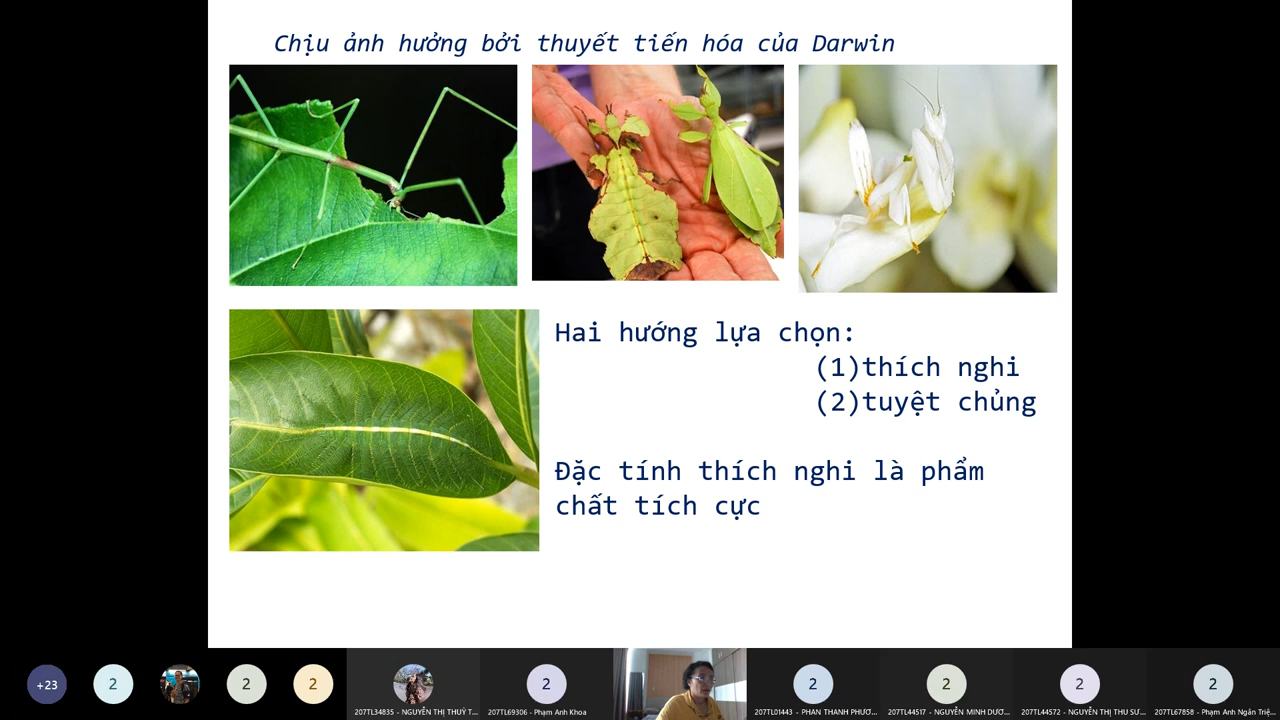 Chịu ảnh hưởng bởi thuyết tiến hóa của Darwin
Hai hướng lựa chọn:
(1)thích nghi
(2)tuyệt chủng
Đặc tính thích nghi là phẩm
chất tích cực
+23
2
2
2
2
2
2
2
2
207TL34835 - NGUYỄN THỊ THUÝ T...
207TL69306 - Phạm Anh Khoa
207TL01443 - PHAN THANH PHƯƠ...
207TL44517 - NGUYỄN MINH DƯƠ...
207TL44572 - NGUYỄN THỊ THU SƯ...
207TL67858 - Phạm Anh Ngân Triệ...